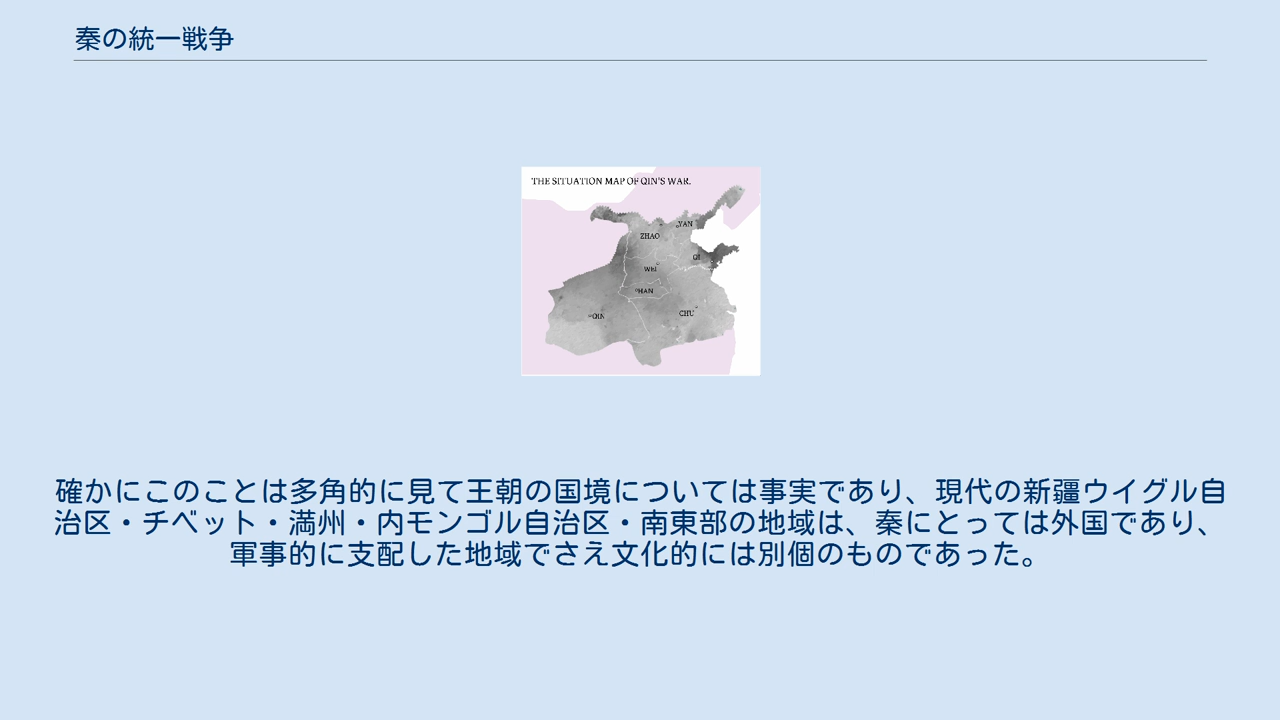 秦の統一戦争
THE SITUATION MAP OF QIN'S WAR.
YAN
ZHAO
QI
WEI
HAN
QIN
CHU
確かにこのことは多角的に見て王朝の国境については事実であり、現代の新疆ウイグル自
治区・チベット・満州・内モンゴル自治区・南東部の地域は、秦にとっては外国であり、
軍事的に支配した地域でさえ文化的には別個のものであった。